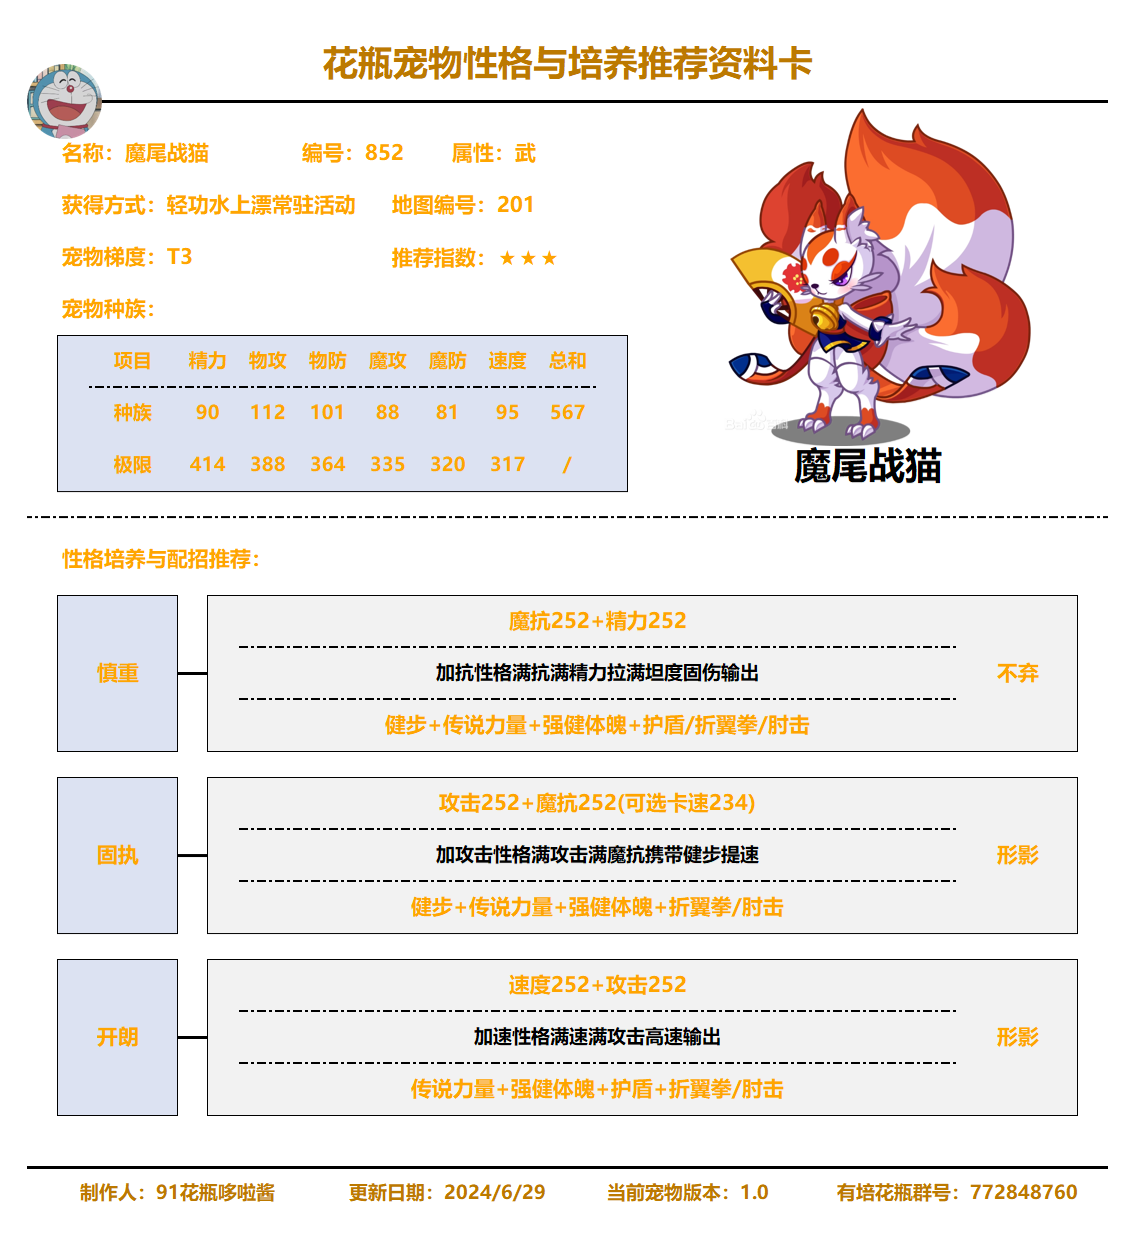 花瓶宠物性格与培养推荐资料卡
名称：魔尾战猫 编号：852 属性：武
获得方式：轻功水上漂常驻活动 地图编号：201
宠物梯度：T3 推荐指数：★★★
宠物种族：
项目 精力 物攻 物防 魔攻 魔防 速度 总和
种族 90 112 101 88 81 95 567
极限 414 388 364 335 320 317 /
Bai百科
魔尾战猫
性格培养与配招推荐：
魔抗252+精力252
慎重 加抗性格满抗满精力拉满坦度固伤输出 不弃
健步+传说力量+强健体魄+护盾/折翼拳/肘击
攻击252+魔抗252(可选卡速234)
固执 加攻击性格满攻击满魔抗携带健步提速 形影
健步+传说力量+强健体魄+折翼拳/肘击
速度252+攻击252
开朗 加速性格满速满攻击高速输出 形影
传说力量+强健体魄+护盾+折翼拳/肘击
制作人：91花瓶哆啦酱 更新日期：2024/6/29 当前宠物版本：1.0 有培花瓶群号：772848760